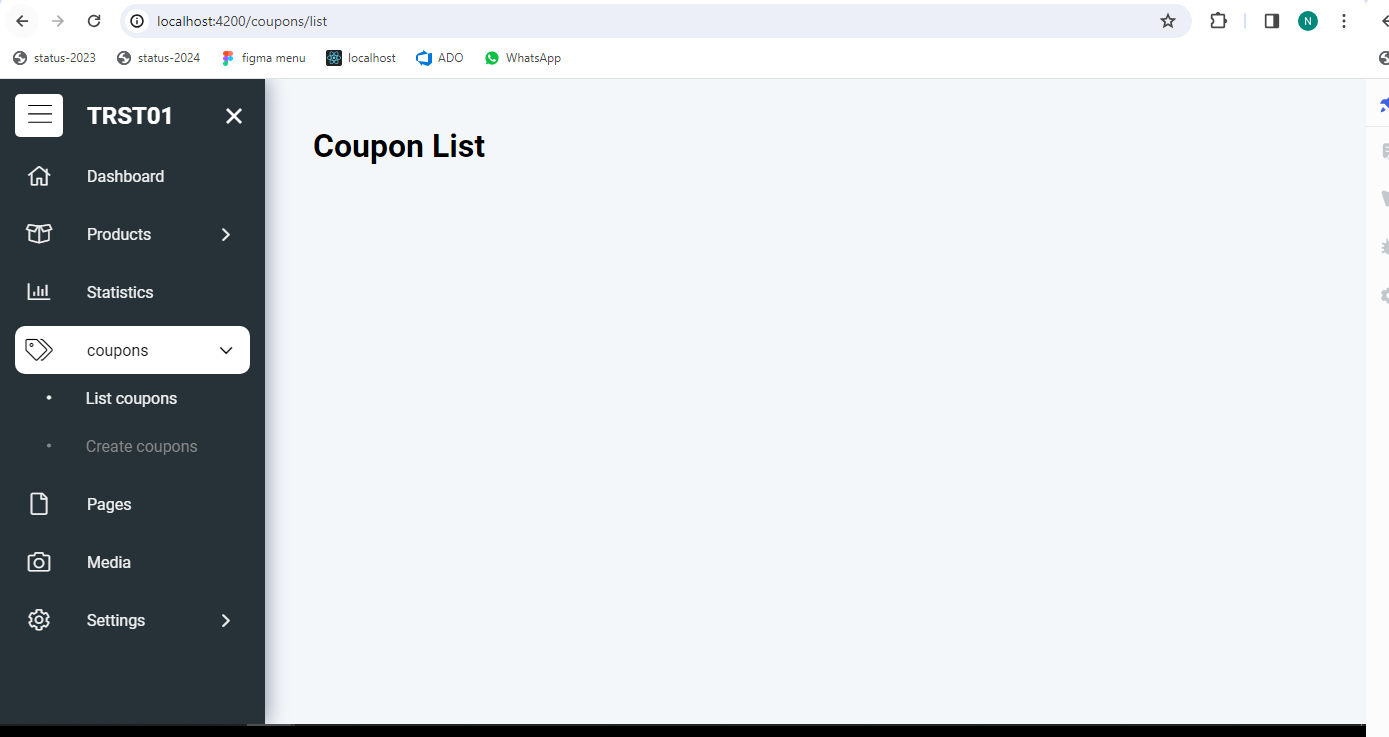 localhost:4200/coupons/list
N
status-2023 status-2024 figma menu localhost ADO WhatsApp
TRST01
Coupon List
Dashboard
Products
Statistics
coupons
List coupons
Create coupons
Pages
Media
Settings